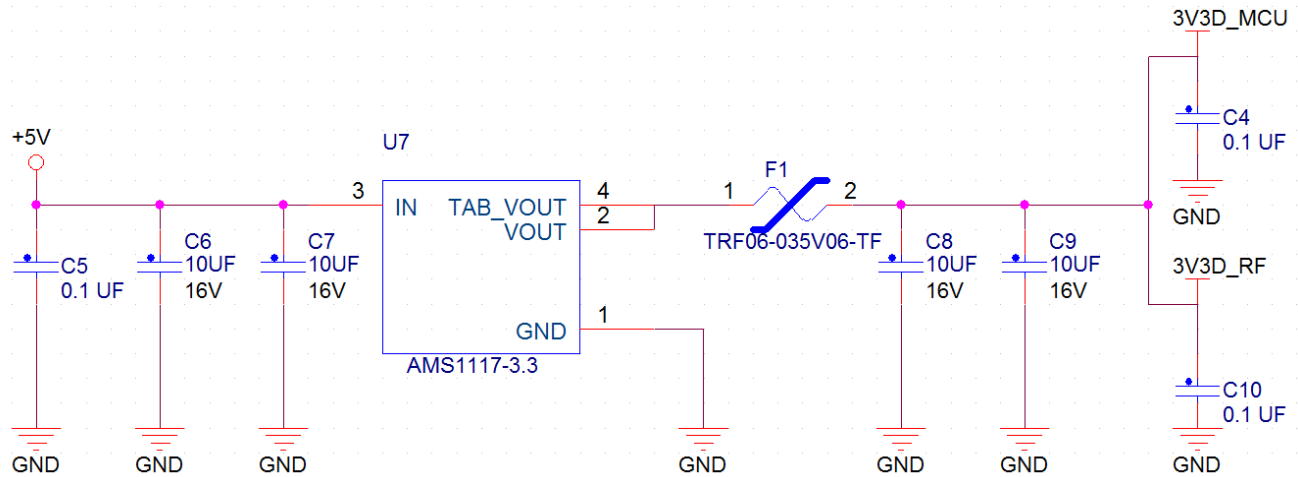 3V3D_MCU
+5V
U7
C4
0.1 UF
GND
3
IN
TAB_VOUT
VOUT
4
2
F1
1
2
TRF06-035V06-TF
C5
0.1 UF
C6
10UF
16V
C7
10UF
16V
GND
1
AMS1117-3.3
C8
10UF
16V
C9
10UF
16V
3V3D_RF
C10
0.1 UF
GND
GND
GND
GND
GND
GND
GND